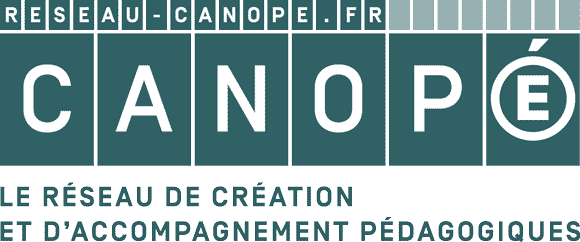 RESEAU-CANOPE.FR
CANOPÉ
LE RÉSEAU DE CRÉATION
ET D'ACCOMPAGNEMENT PÉDAGOGIQUES